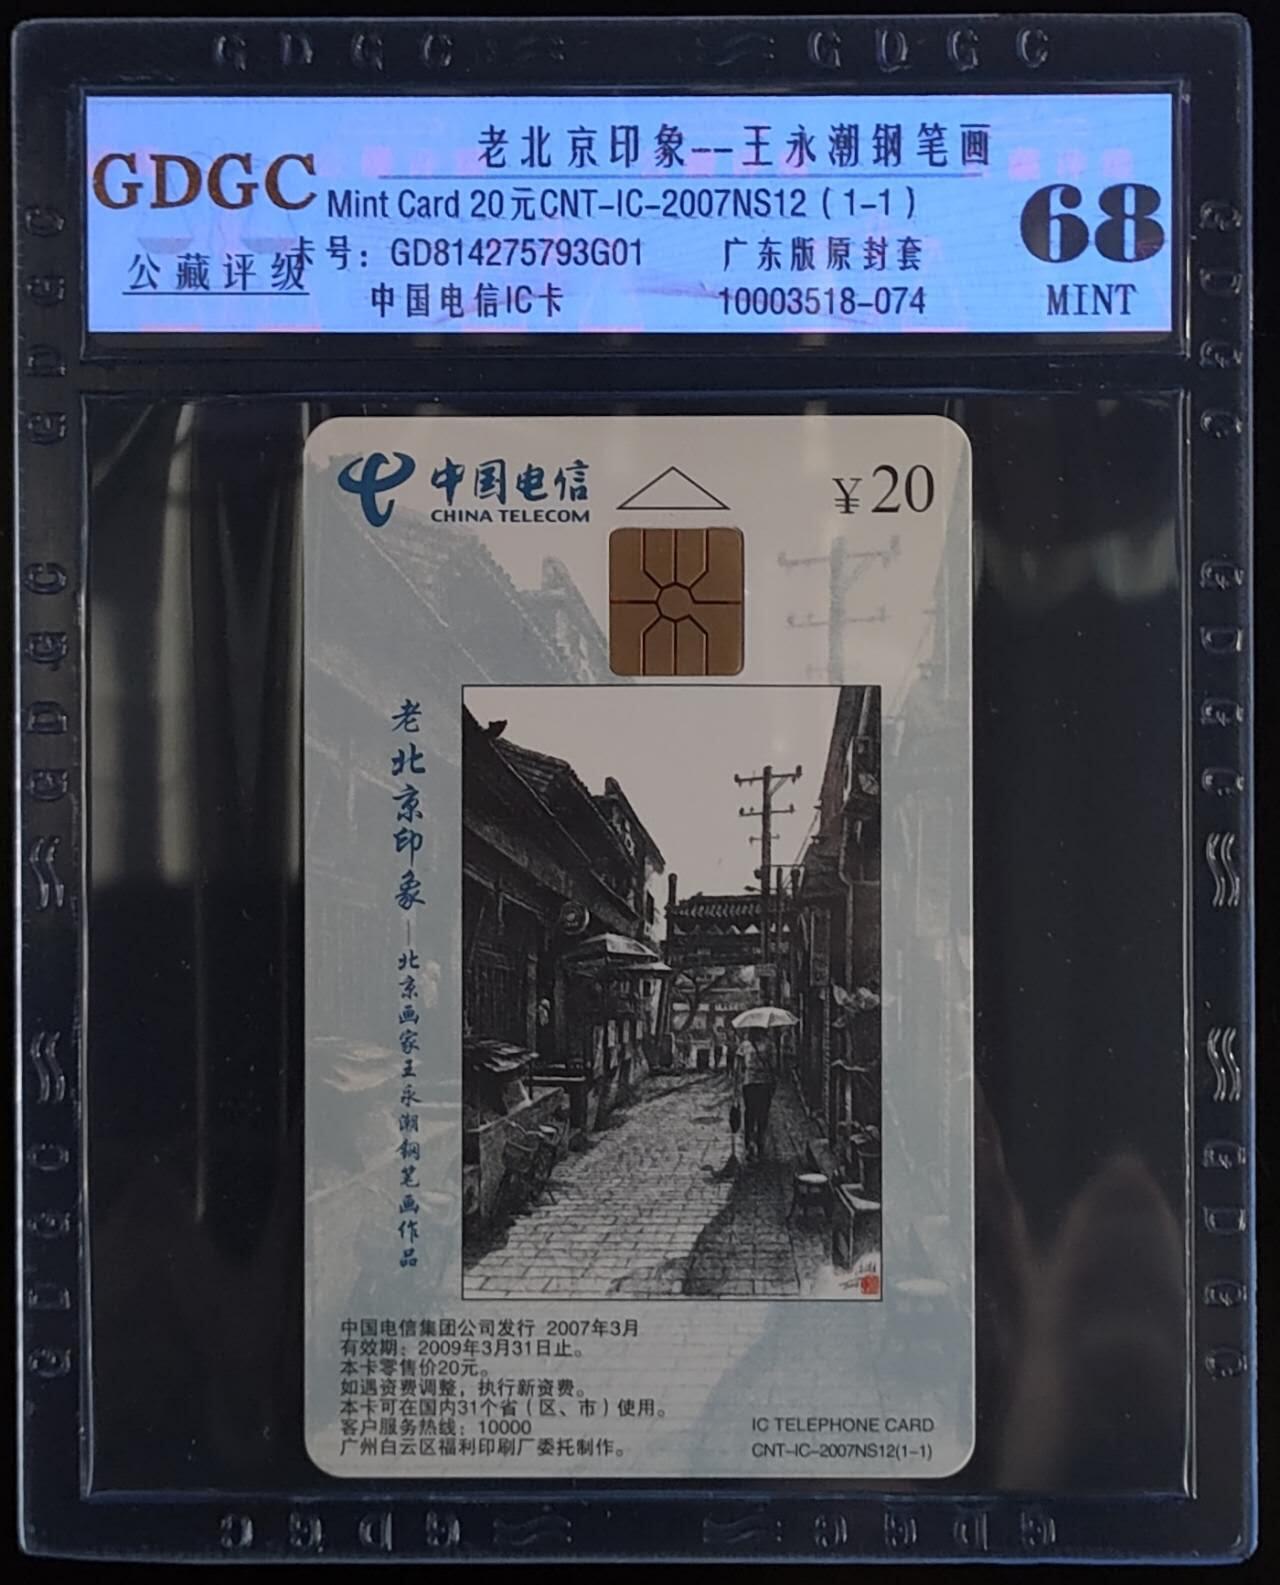 GDGC GDGC
老北京印象--王永潮钢笔画
GDGC
公藏评级
Mint Card 20元CNT-IC-2007NS12（1-1）
卡号：GD814275793G01
广东版原封套
中国电信IC卡
10003518-074
68
MINT
中国电信
CHINA TELECOM
¥20
老北京印象—北京画家王永潮钢笔画作品
中国电信集团公司发行 2007年3月
有效期：2009年3月31日止。
本卡零售价20元。
如遇资费调整，执行新资费。
本卡可在国内31个省（区、市）使用。
客户服务热线：10000
广州白云区福利印刷厂委托制作。
IC TELEPHONE CARD
CNT-IC-2007NS12(1-1)